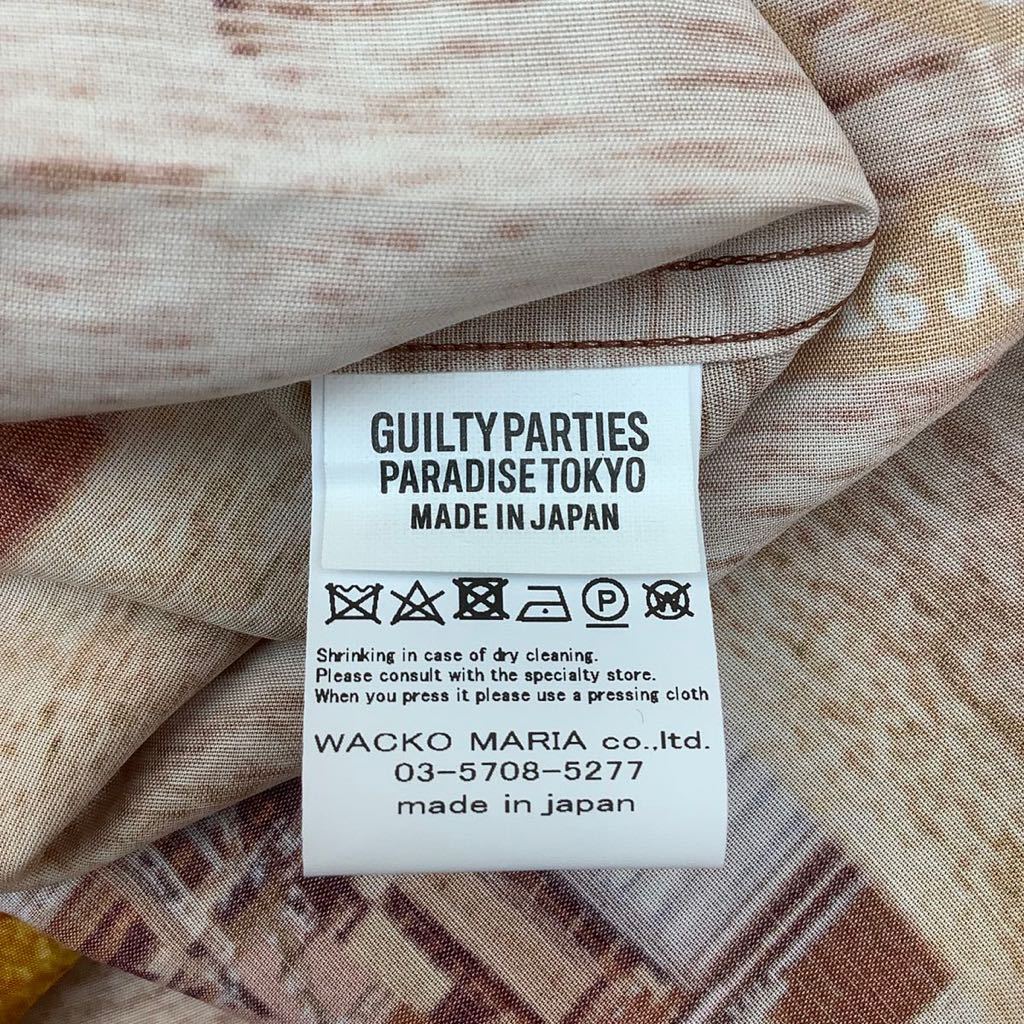 GUILTY PARTIES
PARADISE TOKYO
MADE IN JAPAN
P
W
Shrinking in case of dry cleaning.
Please consult with the specialty store.
When you press it please use a pressing cloth
WACKO MARIA co.,ltd.
03-5708-5277
made in japan